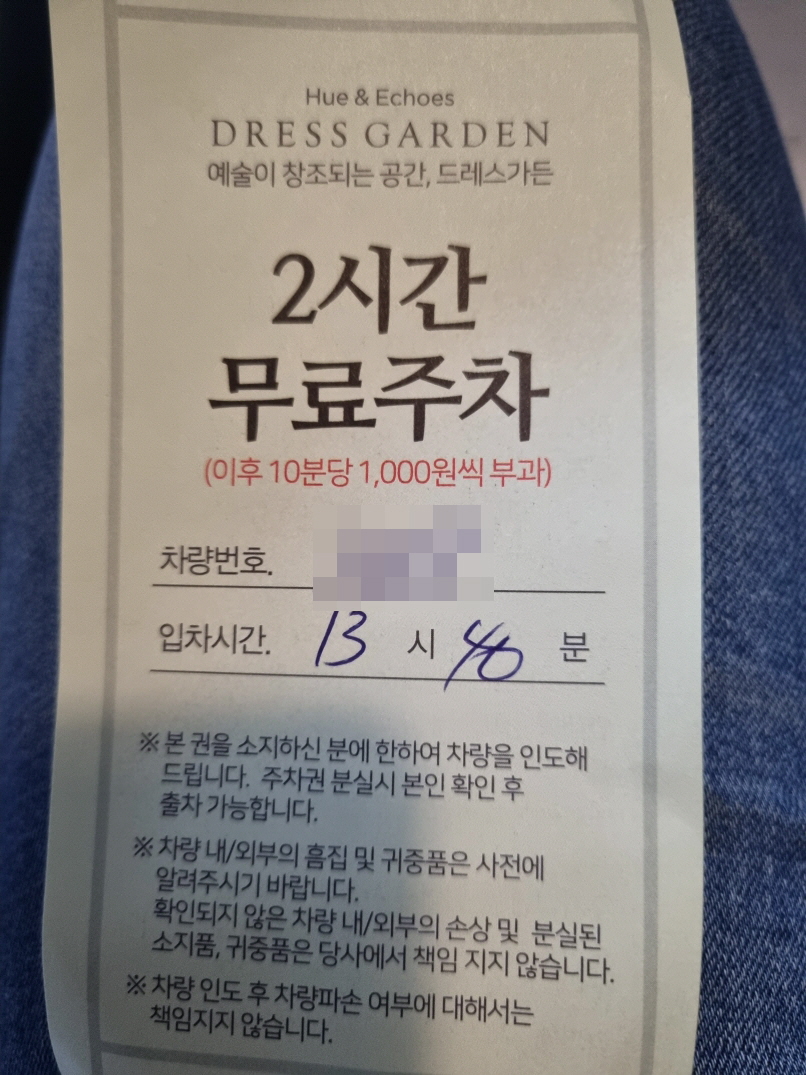 Hue & Echoes
DRESS GARDEN
예술이 창조되는 공간, 드레스가든
2시간
무료주차
(이후 10분당 1,000원씩 부과)
차량번호.
입차시간. 13 시 40 분
※ 본 권을 소지하신 분에 한하여 차량을 인도해
드립니다. 주차권 분실시 본인 확인 후
출차 가능합니다.
※ 차량 내/외부의 흠집 및 귀중품은 사전에
알려주시기 바랍니다.
확인되지 않은 차량 내/외부의 손상 및 분실된
소지품, 귀중품은 당사에서 책임 지지 않습니다.
※ 차량 인도 후 차량파손 여부에 대해서는
책임지지 않습니다.